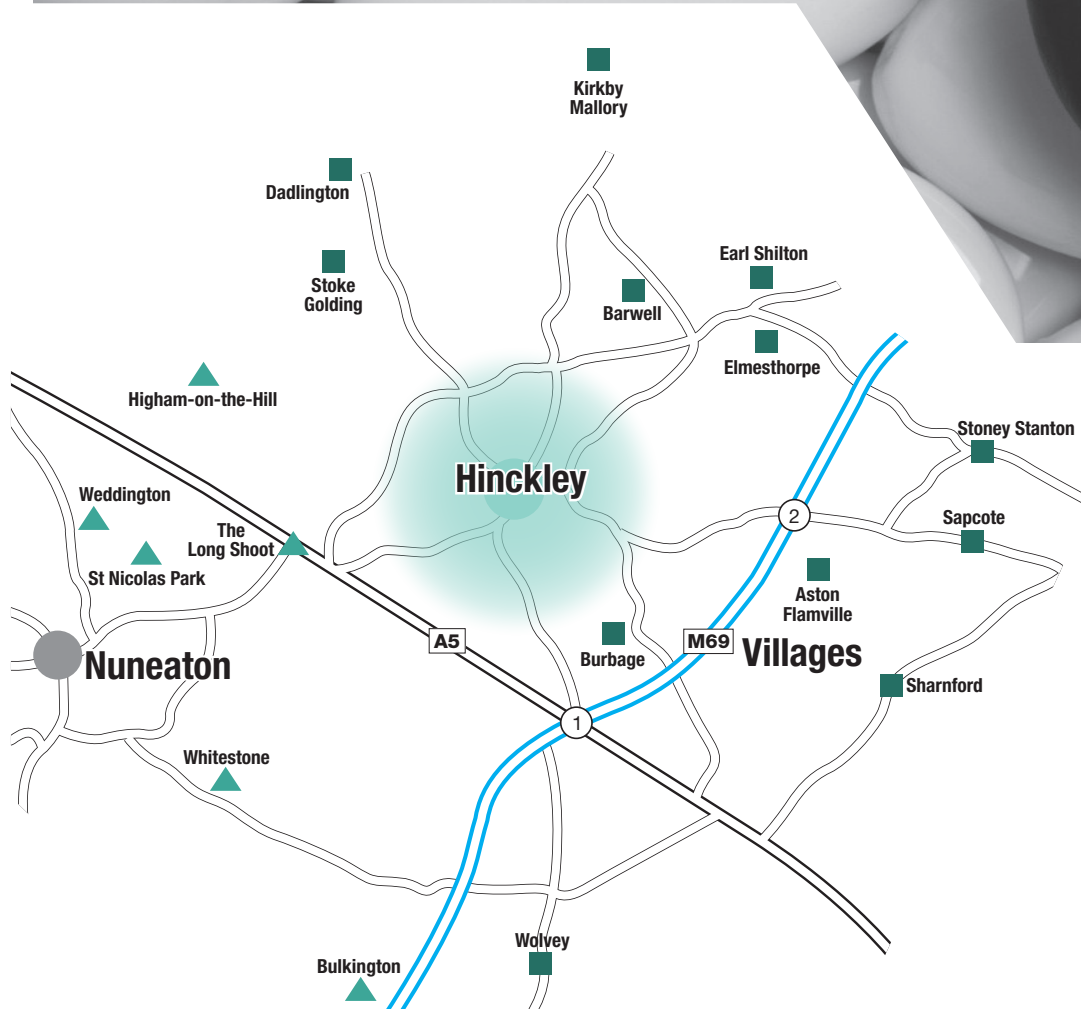 Kirkby
Mallory
Dadlington
Earl Shilton
Stoke
Golding
Barwell
Elmesthorpe
Higham-on-the-Hill
Stoney Stanton
Hinckley
Weddington
The
Long Shoot
2
Sapcote
St Nicolas Park
Aston
Flamville
A5
M69
Villages
Burbage
Nuneaton
Sharnford
1
Whitestone
Wolvey
Bulkington